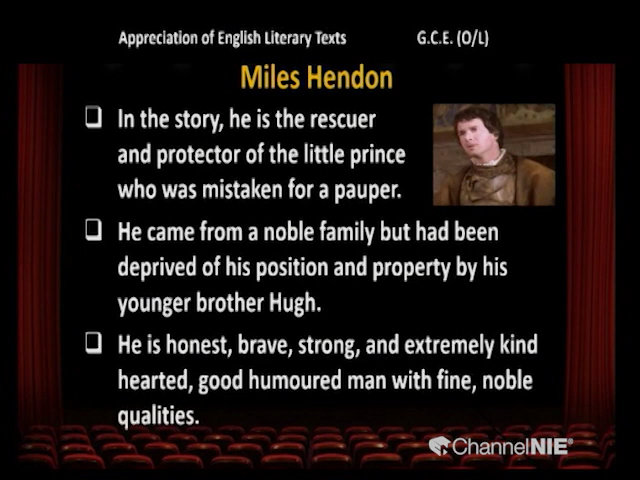 Appreciation of English Literary Texts G.C.E. (O/L)
Miles Hendon
In the story, he is the rescuer
and protector of the little prince
who was mistaken for a pauper.
He came from a noble family but had been
deprived of his position and property by his
younger brother Hugh.
He is honest, brave, strong, and extremely kind
hearted, good humoured man with fine, noble
qualities.
ChannelNIE